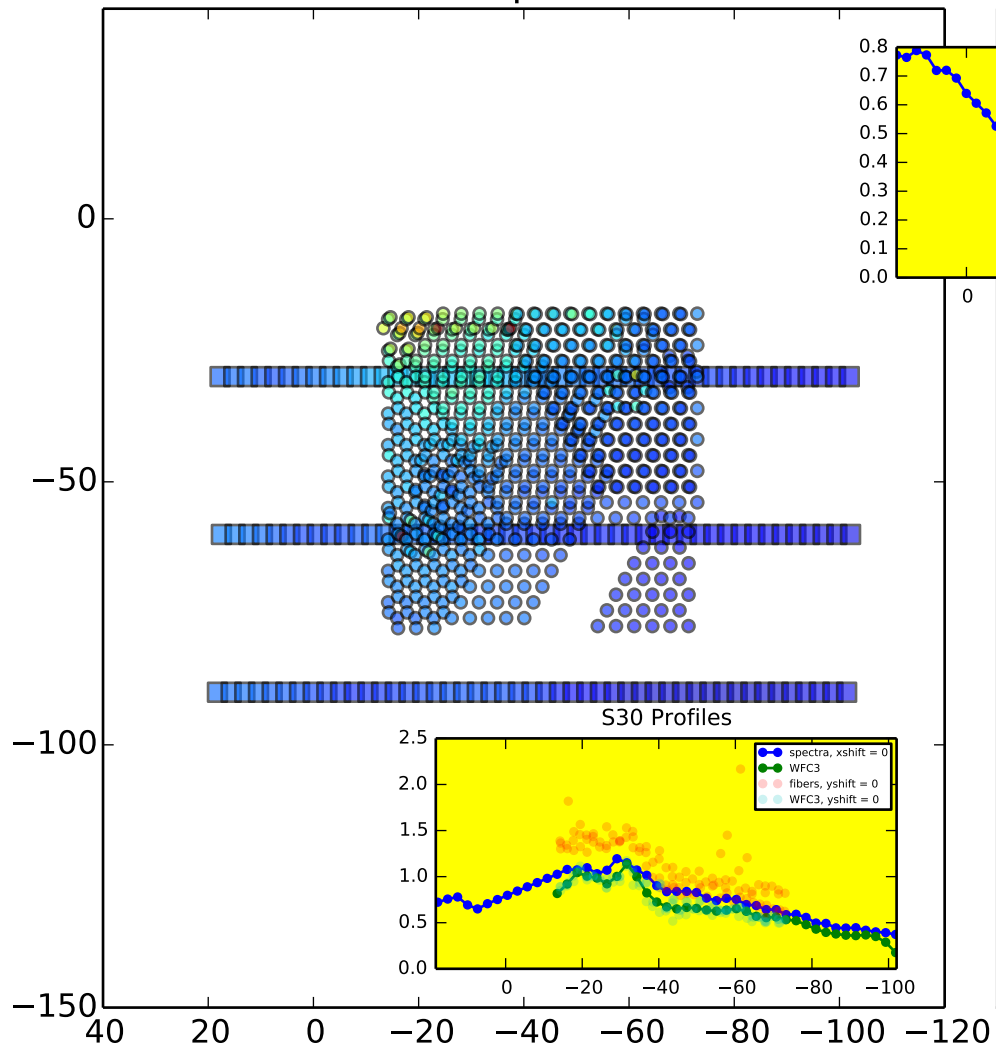 0.8
0.7
0.6
0.5
0.4
0.3
0.2
0.1
0.0
0
0
−50
−100
−150
S30 Profiles
2.5
2.0
1.5
1.0
0.5
0.0
spectra, xshift = 0
WFC3
fibers, yshift = 0
WFC3, yshift = 0
0 −20 −40 −60 −80 −100
40 20 0 −20 −40 −60 −80 −100 −120